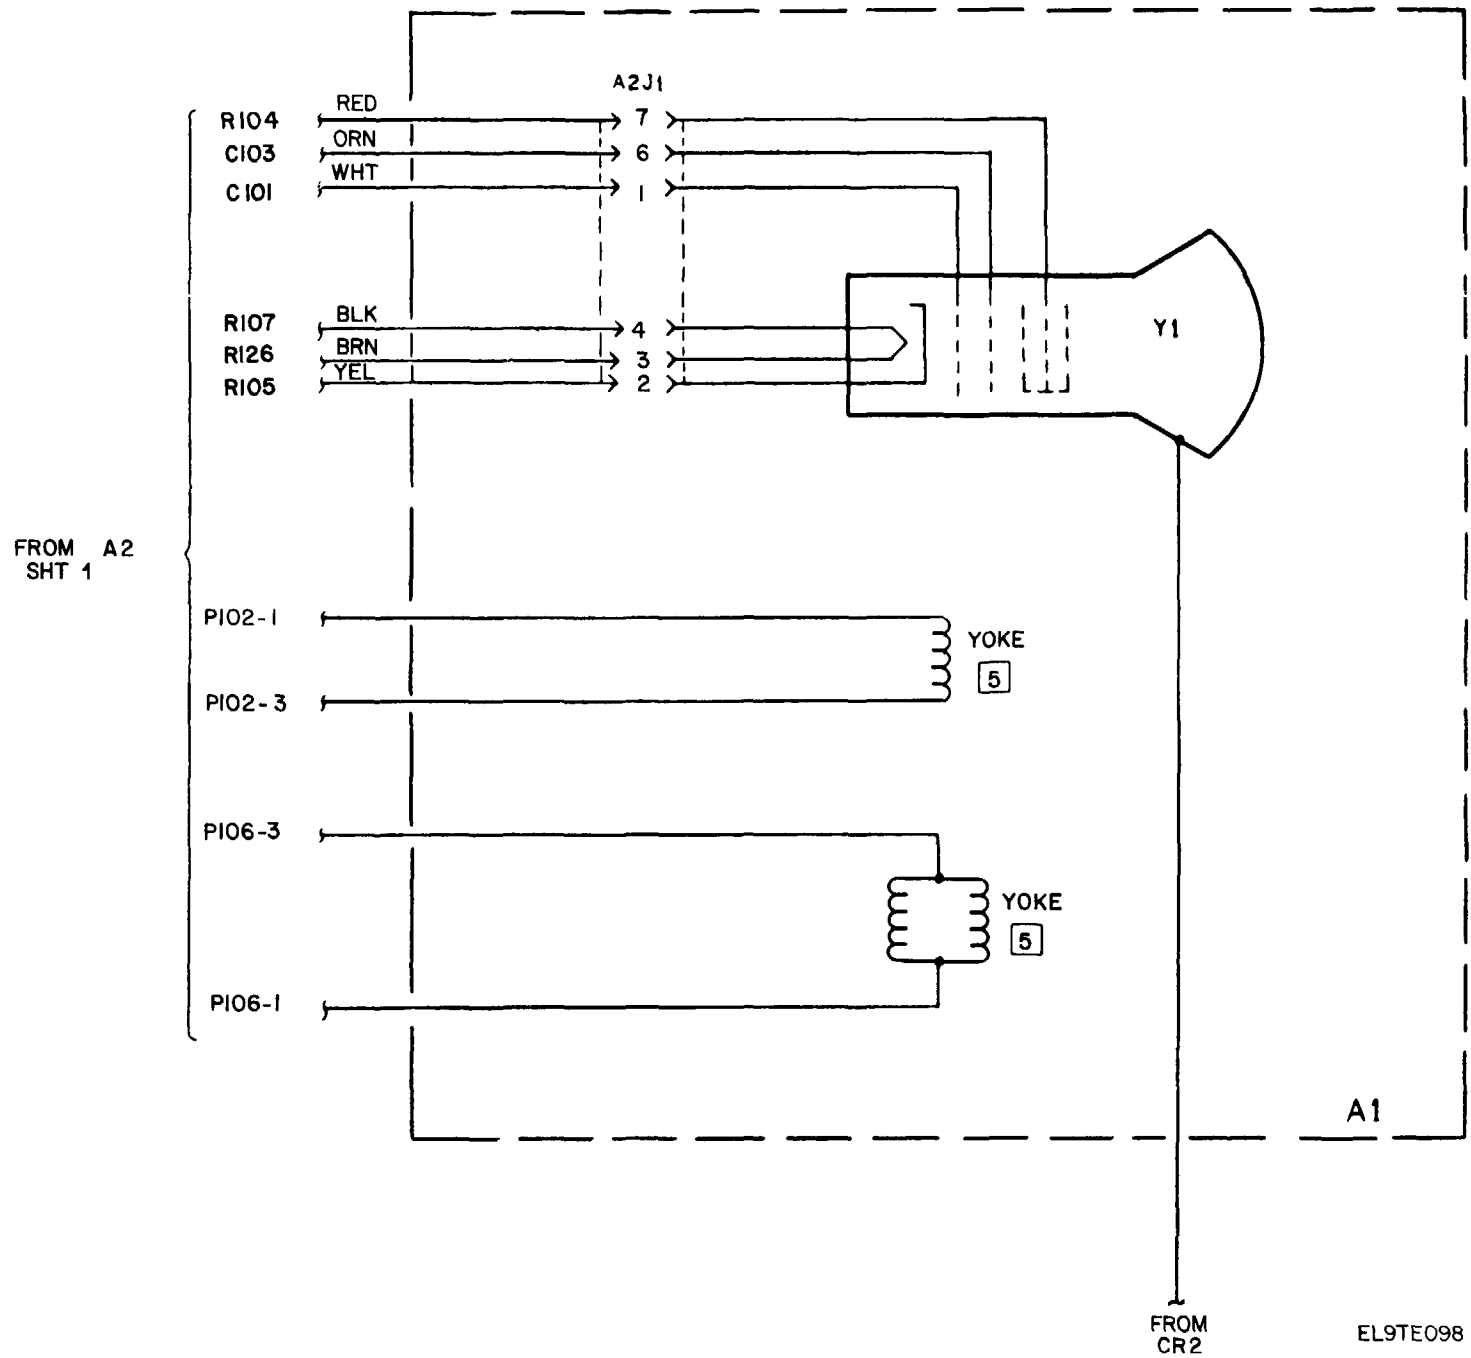 A2J1
R104 RED 7
C103 ORN 6
C101 WHT 1
R107 BLK 4
R126 BRN 3
R105 YEL 2
Y1
FROM A2
SHT 1
P102-1
YOKE
5
P102-3
P106-3
YOKE
5
P106-1
A1
FROM
CR2
EL9TE098